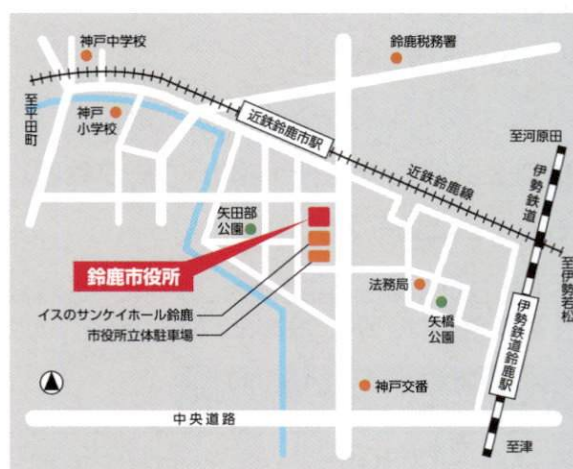 神戸中学校
鈴鹿税務署
至平田町
神戸
小学校
近鉄鈴鹿市駅
至河原田
近鉄鈴鹿線
伊勢鉄道
矢田部
公園
鈴鹿市役所
至伊勢若松
法務局
イスのサンケイホール鈴鹿
市役所立体駐車場
矢橋
公園
伊勢鉄道鈴鹿駅
神戸交番
中央道路
至津